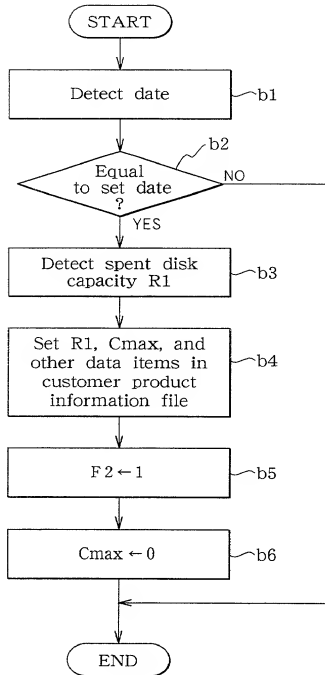 START
Detect date
b1
b2
Equal
to set date
?
NO
YES
Detect spent disk
capacity R1
b3
Set R1, Cmax, and
other data items in
customer product
information file
b4
F2←1
b5
Cmax←0
b6
END